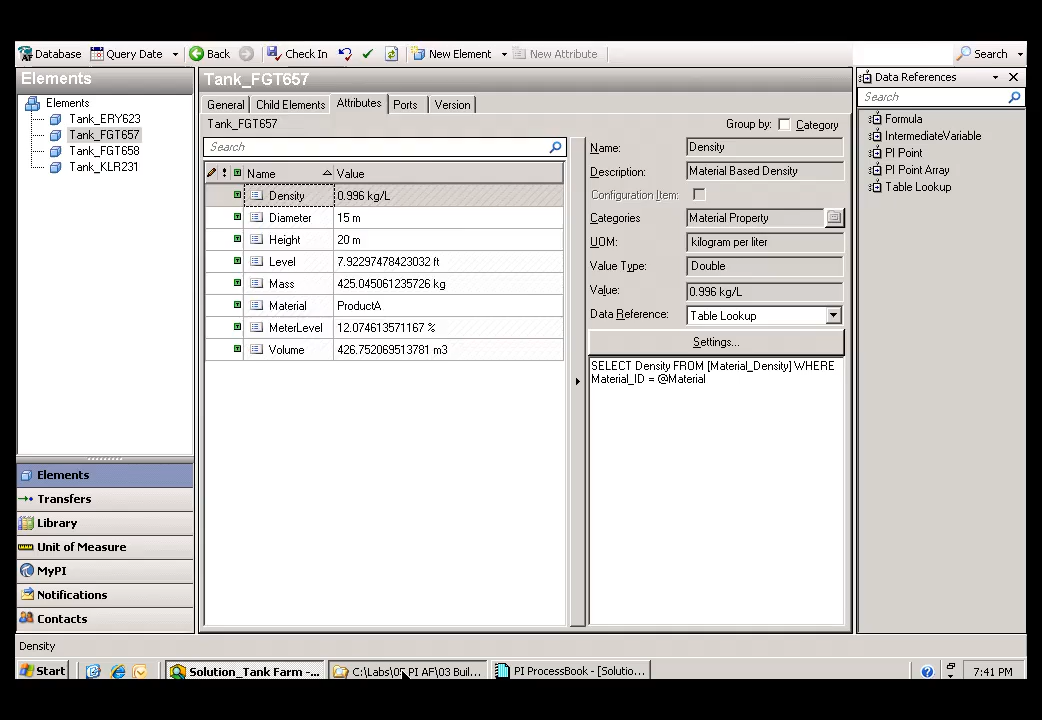 Database Query Date Back Check In New Element New Attribute Search
Elements
Elements
Tank_ERY623
Tank_FGT657
Tank_FGT658
Tank_KLR231
Elements
Transfers
Library
Unit of Measure
MyPI
Notifications
Contacts
Tank_FGT657
General Child Elements Attributes Ports Version
Tank_FGT657
Group by: Category
Search
Name Value
Density 0.996 kg/L
Diameter 15 m
Height 20 m
Level 7.92297478423032 ft
Mass 425.045061235726 kg
Material ProductA
MeterLevel 12.074613571167 %
Volume 426.752069513781 m3
Name: Density
Description: Material Based Density
Configuration Item:
Categories Material Property
UOM: kilogram per liter
Value Type: Double
Value: 0.996 kg/L
Data Reference: Table Lookup
Settings...
SELECT Density FROM [Material_Density] WHERE
Material_ID = @Material
Data References
Search
Formula
IntermediateVariable
PI Point
PI Point Array
Table Lookup
Density
Start Solution_Tank Farm -... C:\Labs\05 PI AF\03 Buil... PI ProcessBook - [Solutio... 7:41 PM